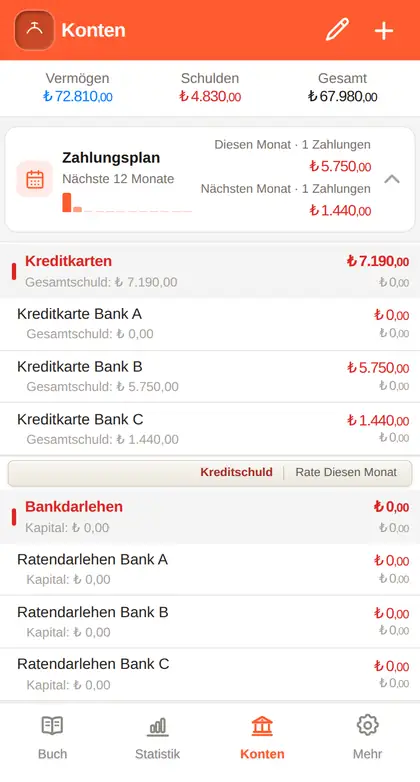 Konten
Vermögen Schulden Gesamt
₺ 72.810,00 ₺ 4.830,00 ₺ 67.980,00
Diesen Monat · 1 Zahlungen
Zahlungsplan ₺ 5.750,00
Nächste 12 Monate Nächsten Monat · 1 Zahlungen
₺ 1.440,00
Kreditkarten ₺ 7.190,00
Gesamtschuld: ₺ 7.190,00 ₺ 0,00
Kreditkarte Bank A ₺ 0,00
Gesamtschuld: ₺ 0,00 ₺ 0,00
Kreditkarte Bank B ₺ 5.750,00
Gesamtschuld: ₺ 5.750,00 ₺ 0,00
Kreditkarte Bank C ₺ 1.440,00
Gesamtschuld: ₺ 1.440,00 ₺ 0,00
Kreditschuld | Rate Diesen Monat
Bankdarlehen ₺ 0,00
Kapital: ₺ 0,00 ₺ 0,00
Ratendarlehen Bank A ₺ 0,00
Kapital: ₺ 0,00 ₺ 0,00
Ratendarlehen Bank B ₺ 0,00
Kapital: ₺ 0,00 ₺ 0,00
Ratendarlehen Bank C ₺ 0,00
Kapital: ₺ 0,00 ₺ 0,00
Buch Statistik Konten Mehr